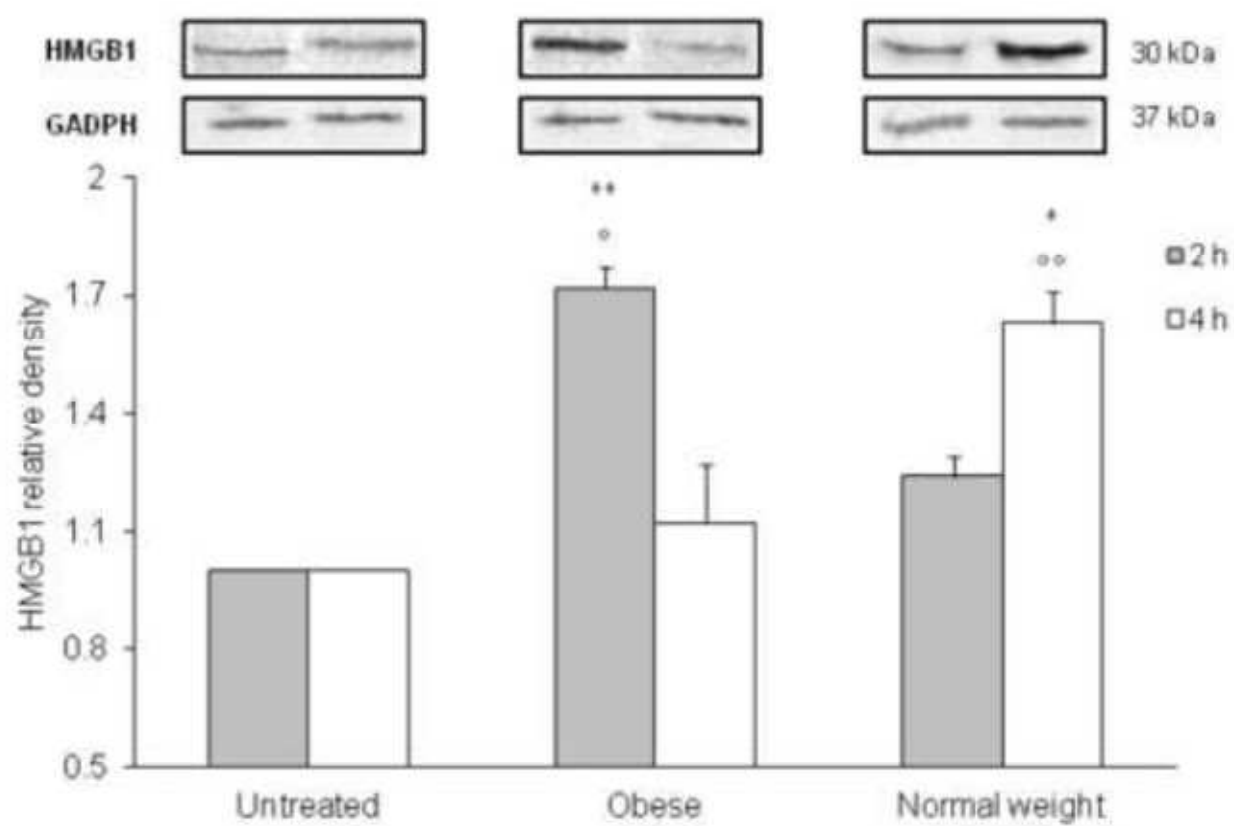 HMGB1
30 kDa
GADPH
37 kDa
2
1.7
1.4
1.1
0.8
0.5
HMGB1 relative density
**
°
*
°°
2 h
4 h
Untreated
Obese
Normal weight